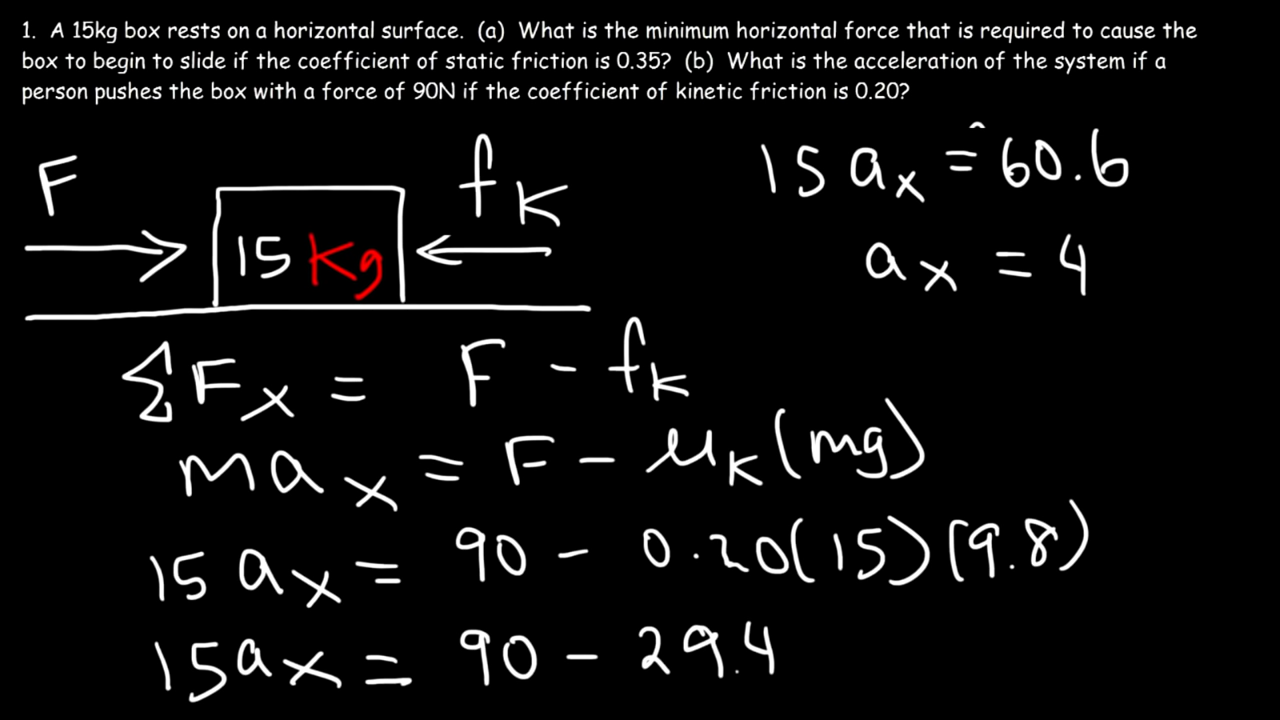 1. A 15kg box rests on a horizontal surface. (a) What is the minimum horizontal force that is required to cause the
box to begin to slide if the coefficient of static friction is 0.35? (b) What is the acceleration of the system if a
person pushes the box with a force of 90N if the coefficient of kinetic friction is 0.20?
F
fK
15 Kg
ΣFx = F - fK
max = F - μK(mg)
15ax = 90 - 0.20(15)(9.8)
15ax = 90 - 29.4
15ax = 60.6
ax = 4